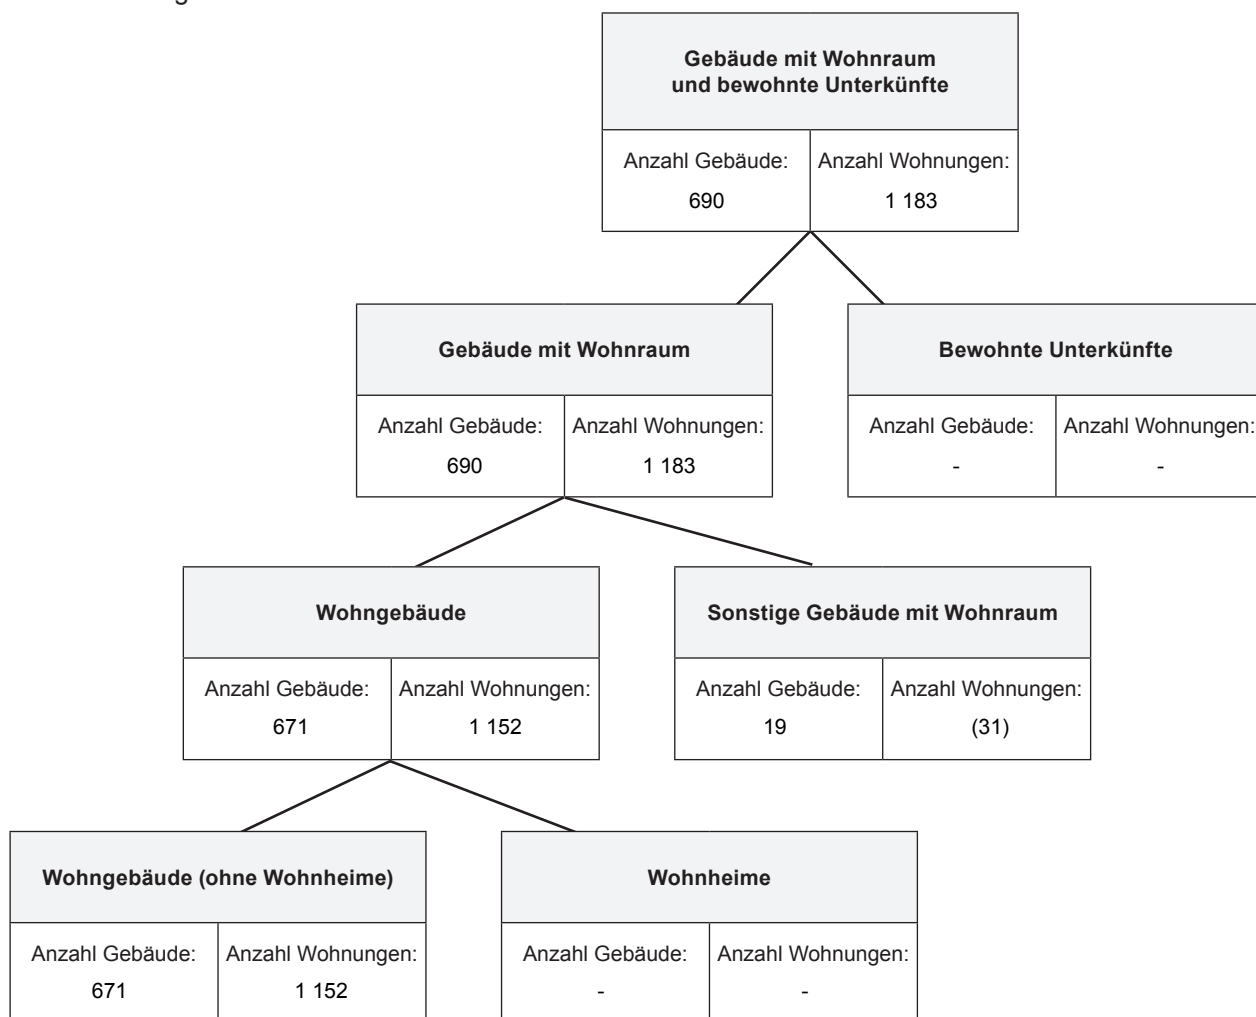 Gebäude mit Wohnraum
und bewohnte Unterkünfte
Anzahl Gebäude: Anzahl Wohnungen:
690 1 183
Gebäude mit Wohnraum
Anzahl Gebäude: Anzahl Wohnungen:
690 1 183
Bewohnte Unterkünfte
Anzahl Gebäude: Anzahl Wohnungen:
- -
Wohngebäude
Anzahl Gebäude: Anzahl Wohnungen:
671 1 152
Sonstige Gebäude mit Wohnraum
Anzahl Gebäude: Anzahl Wohnungen:
19 (31)
Wohngebäude (ohne Wohnheime)
Anzahl Gebäude: Anzahl Wohnungen:
671 1 152
Wohnheime
Anzahl Gebäude: Anzahl Wohnungen:
- -